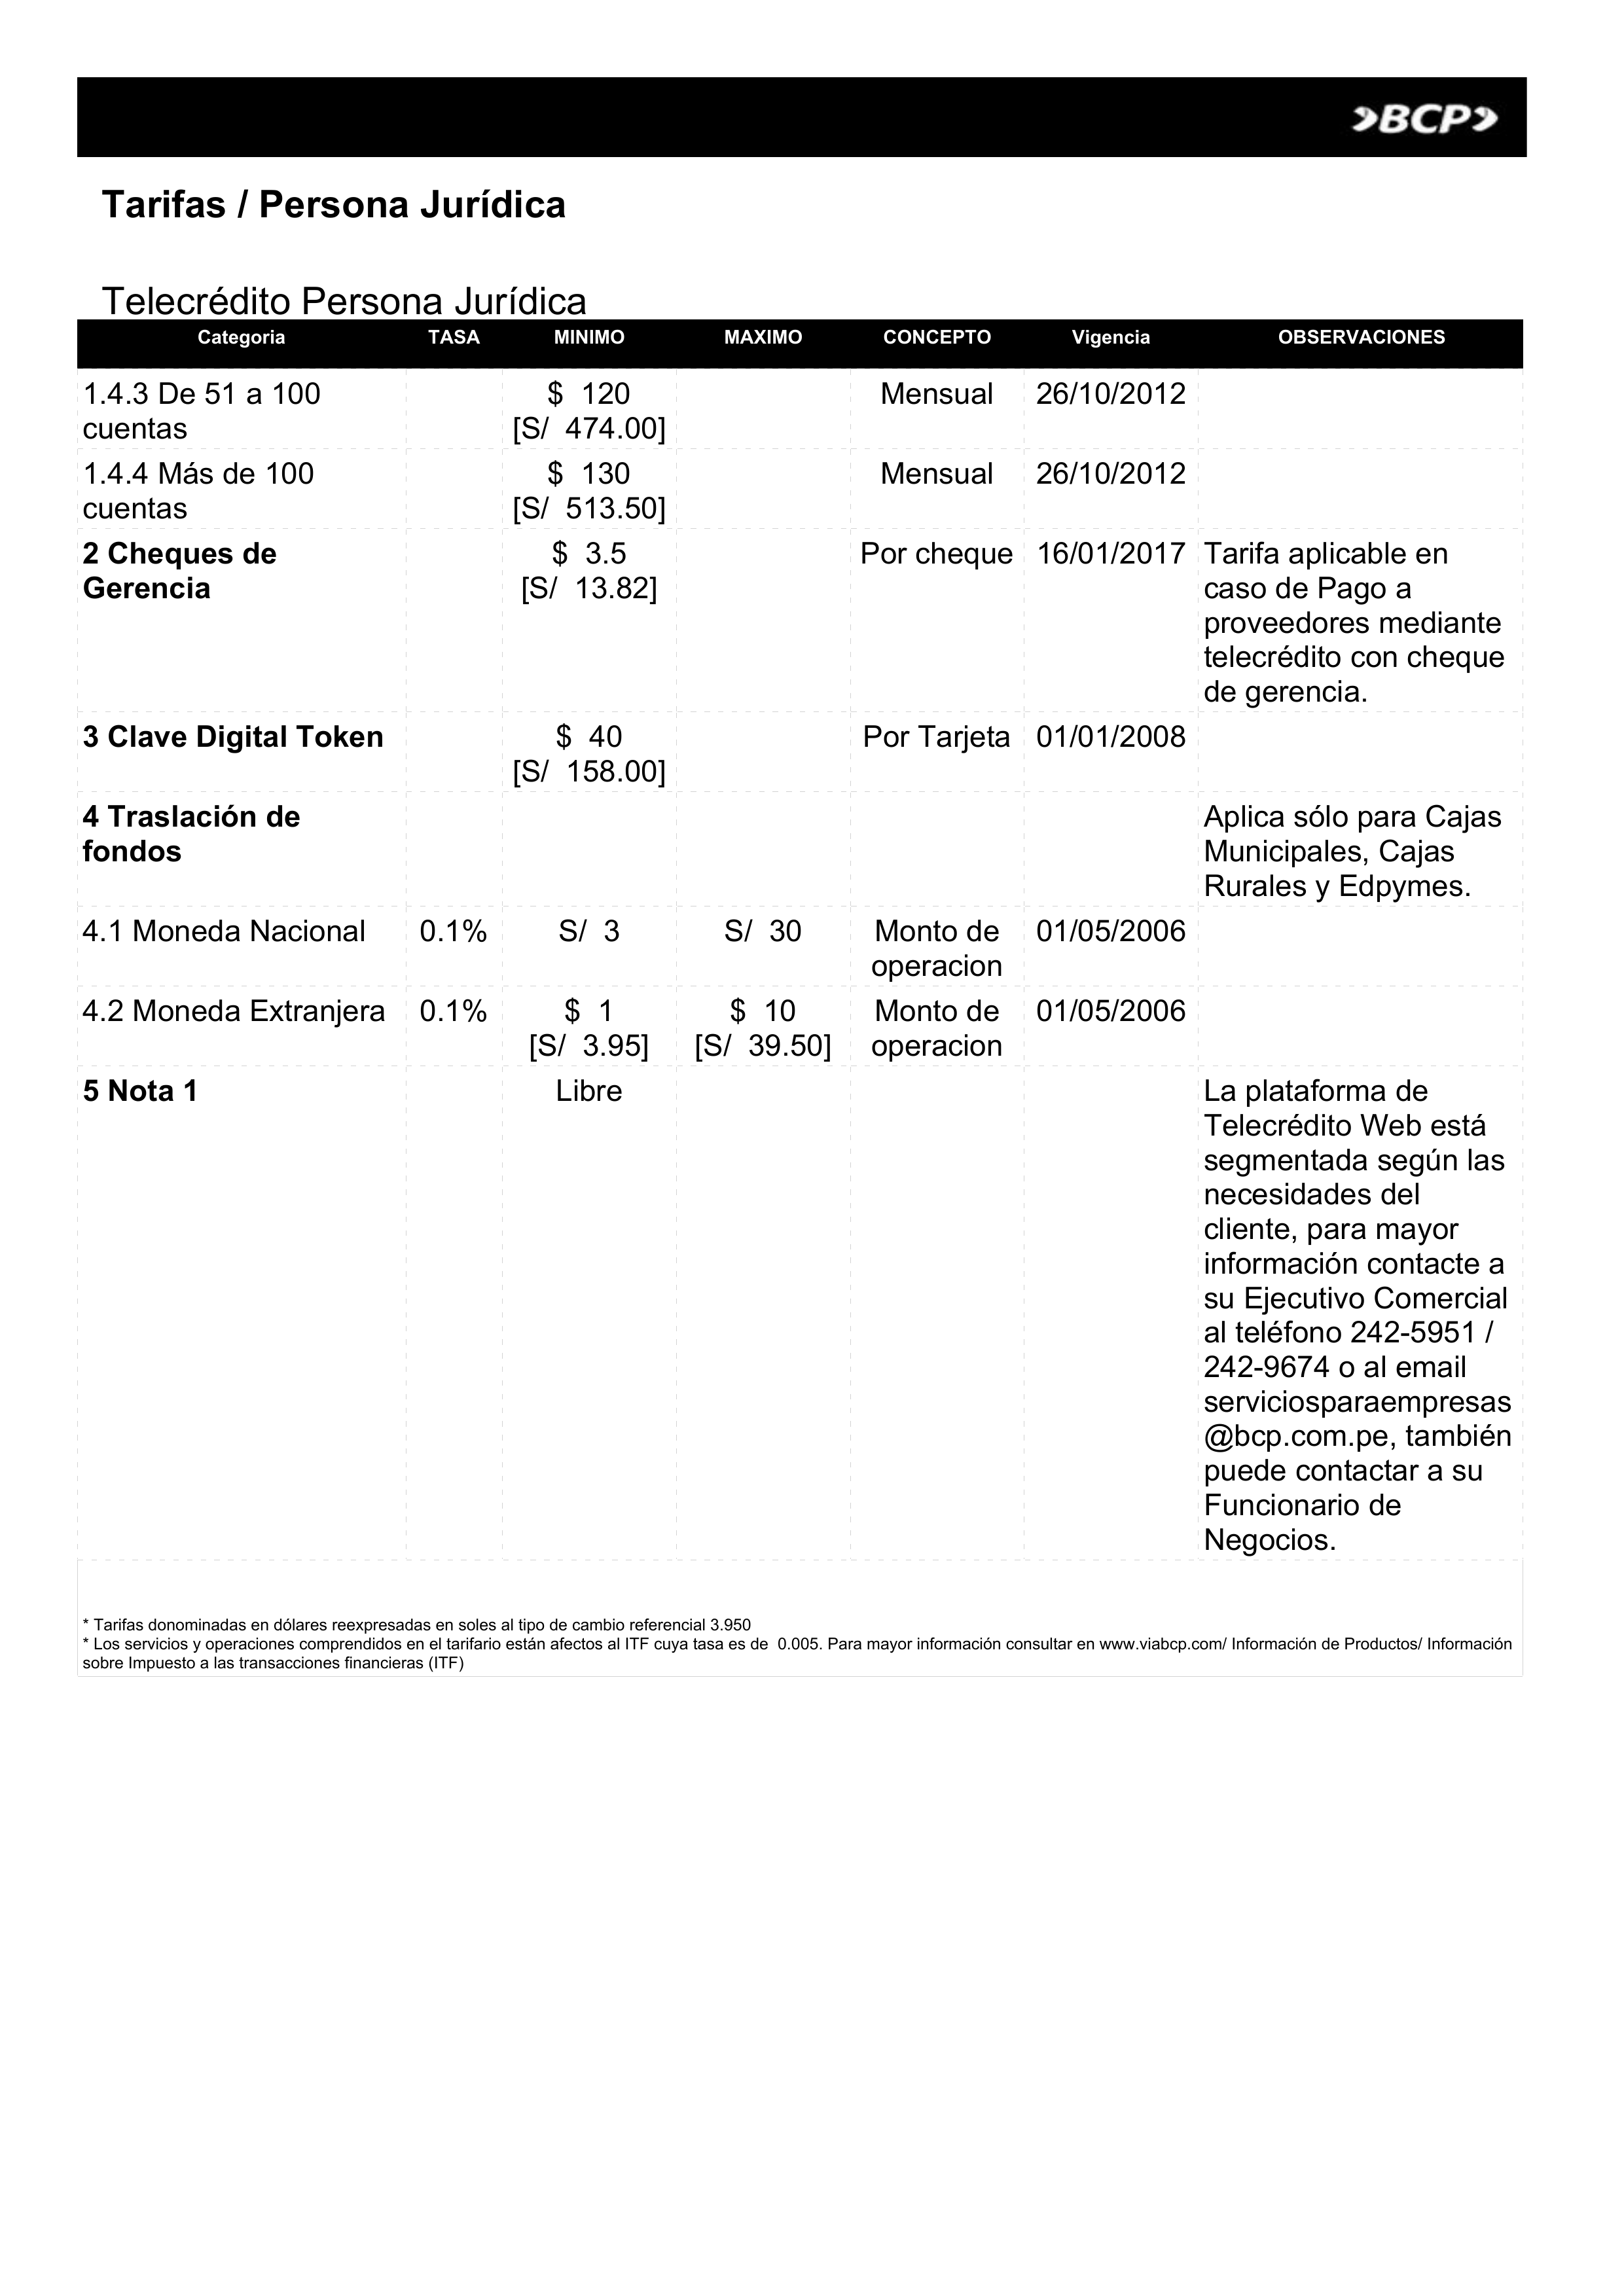 BCP
Tarifas / Persona Jurídica
Telecrédito Persona Jurídica
Categoria TASA MINIMO MAXIMO CONCEPTO Vigencia OBSERVACIONES
1.4.3 De 51 a 100 $ 120 Mensual 26/10/2012
cuentas [S/ 474.00]
1.4.4 Más de 100 $ 130 Mensual 26/10/2012
cuentas [S/ 513.50]
2 Cheques de $ 3.5 Por cheque 16/01/2017 Tarifa aplicable en
Gerencia [S/ 13.82] caso de Pago a
proveedores mediante
telecrédito con cheque
de gerencia.
3 Clave Digital Token $ 40 Por Tarjeta 01/01/2008
[S/ 158.00]
4 Traslación de Aplica sólo para Cajas
fondos Municipales, Cajas
Rurales y Edpymes.
4.1 Moneda Nacional 0.1% S/ 3 S/ 30 Monto de 01/05/2006
operacion
4.2 Moneda Extranjera 0.1% $ 1 $ 10 Monto de 01/05/2006
[S/ 3.95] [S/ 39.50] operacion
5 Nota 1 Libre La plataforma de
Telecrédito Web está
segmentada según las
necesidades del
cliente, para mayor
información contacte a
su Ejecutivo Comercial
al teléfono 242-5951 /
242-9674 o al email
serviciosparaempresas
@bcp.com.pe, también
puede contactar a su
Funcionario de
Negocios.
* Tarifas donominadas en dólares reexpresadas en soles al tipo de cambio referencial 3.950
* Los servicios y operaciones comprendidos en el tarifario están afectos al ITF cuya tasa es de 0.005. Para mayor información consultar en www.viabcp.com/ Información de Productos/ Información
sobre Impuesto a las transacciones financieras (ITF)